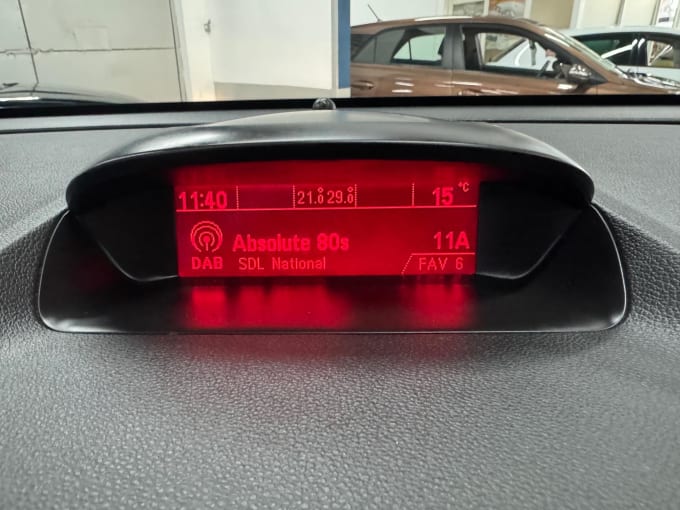 11:40 21.0 29.0 15 °C
Absolute 80s 11A
DAB SDL National FAV 6